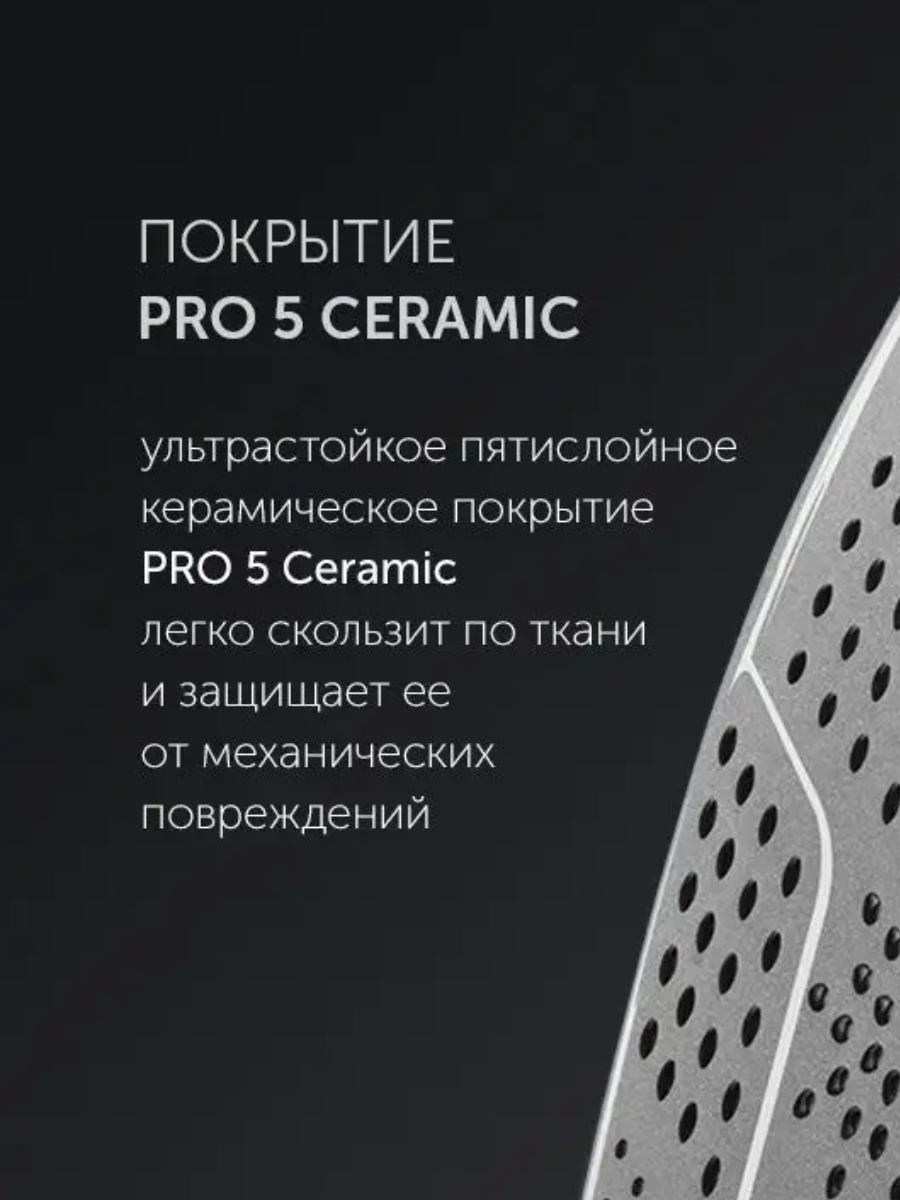 ПОКРЫТИЕ
PRO 5 CERAMIC
ультрастойкое пятислойное
керамическое покрытие
PRO 5 Ceramic
легко скользит по ткани
и защищает ее
от механических
повреждений